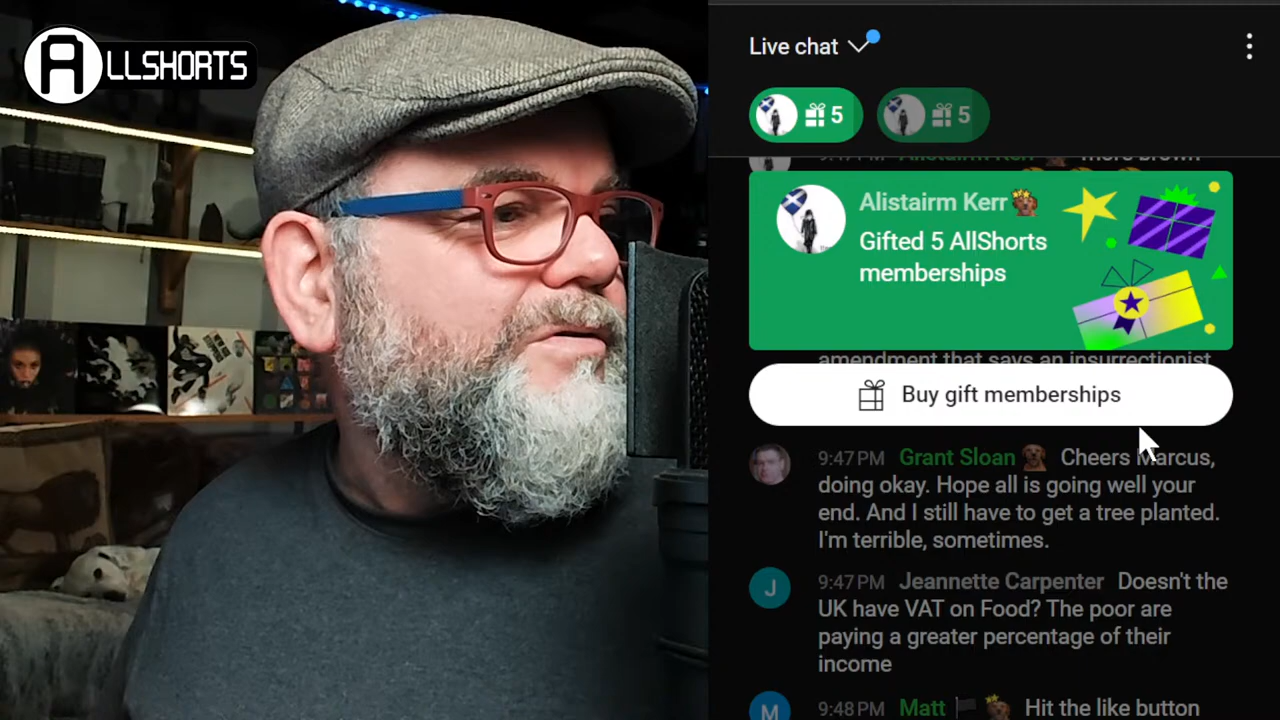 ALLSHORTS
Live chat
5
5
Alistairm Kerr
Gifted 5 AllShorts
memberships
amendment that says an insurrectionist
Buy gift memberships
9:47 PM Grant Sloan Cheers Marcus,
doing okay. Hope all is going well your
end. And I still have to get a tree planted.
I'm terrible, sometimes.
J
9:47 PM Jeannette Carpenter Doesn't the
UK have VAT on Food? The poor are
paying a greater percentage of their
income
M
9:48 PM Matt Hit the like button